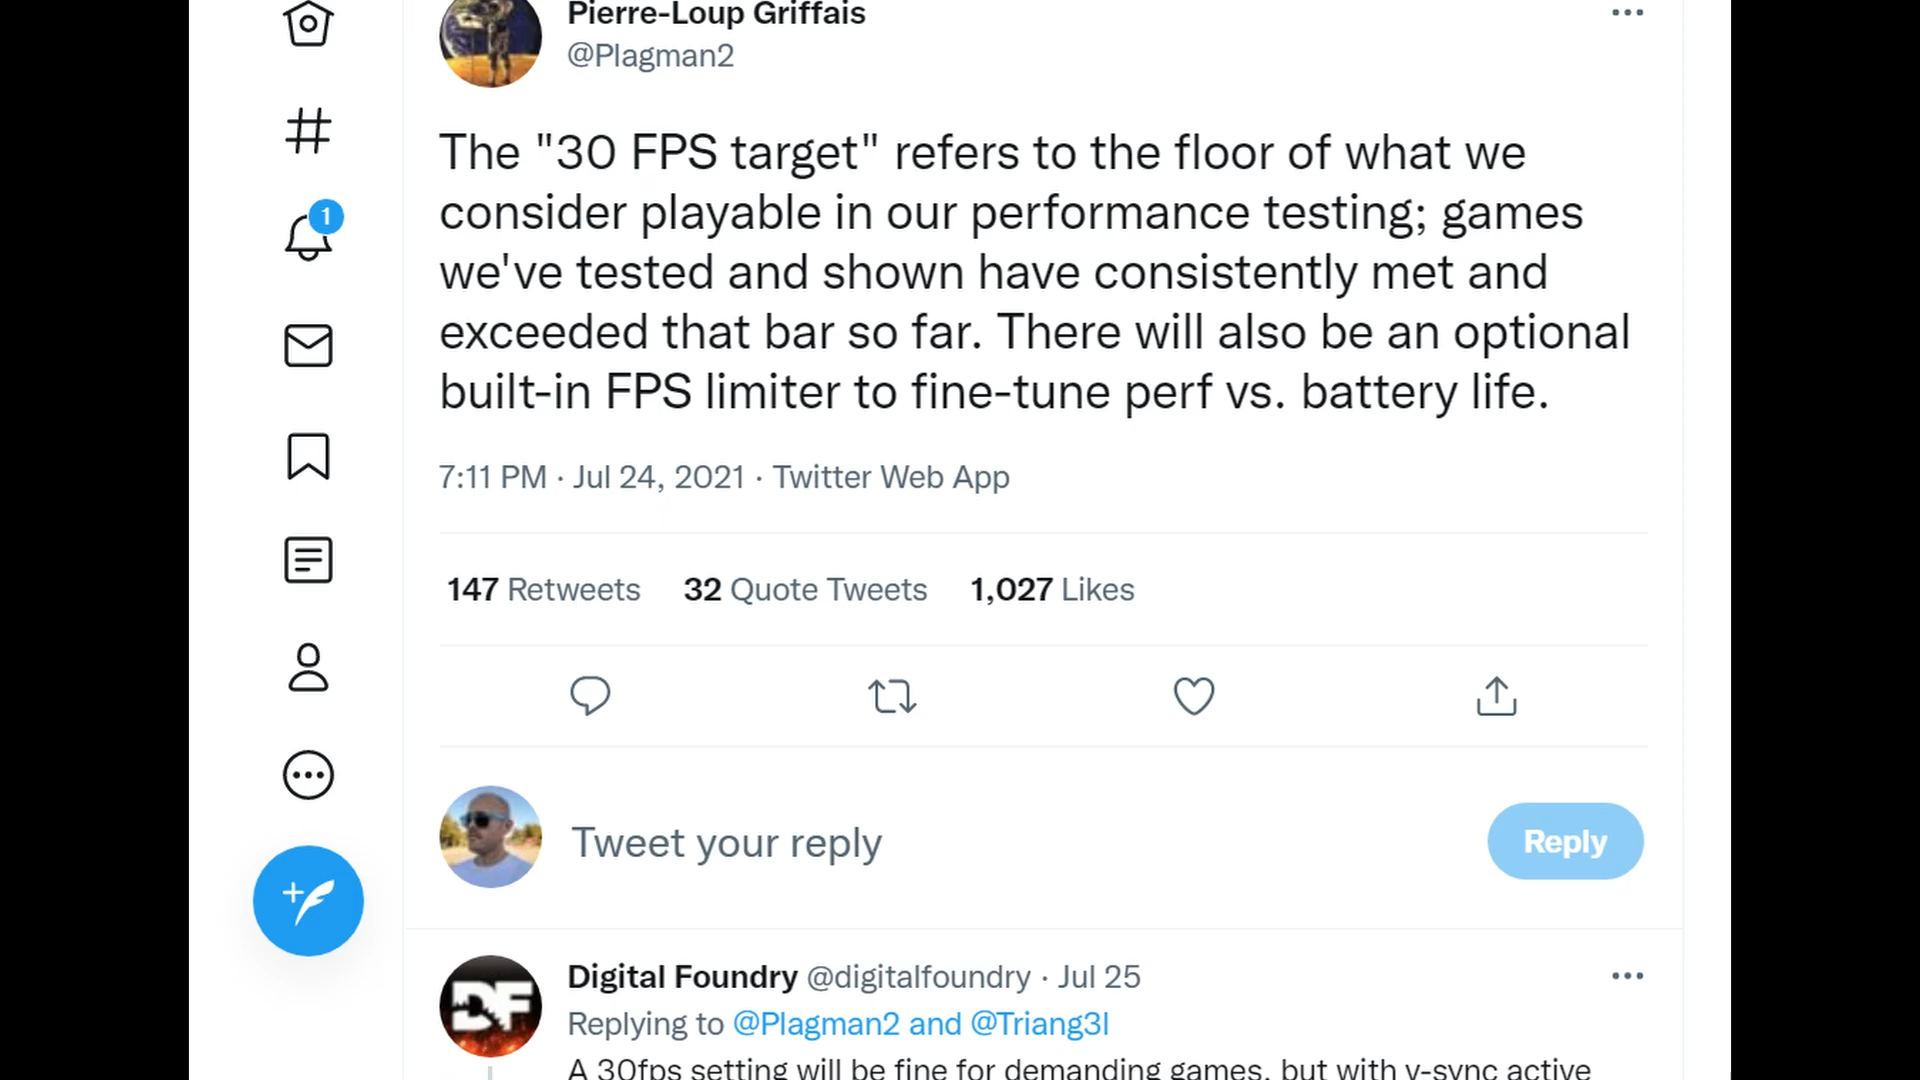 Pierre-Loup Griffais
@Plagman2
The "30 FPS target" refers to the floor of what we
consider playable in our performance testing; games
we've tested and shown have consistently met and
exceeded that bar so far. There will also be an optional
built-in FPS limiter to fine-tune perf vs. battery life.
7:11 PM · Jul 24, 2021 · Twitter Web App
147 Retweets 32 Quote Tweets 1,027 Likes
1
Tweet your reply
Reply
Digital Foundry @digitalfoundry · Jul 25
DF
Replying to @Plagman2 and @Triang3l
A 30fps setting will be fine for demanding games, but with v-sync active